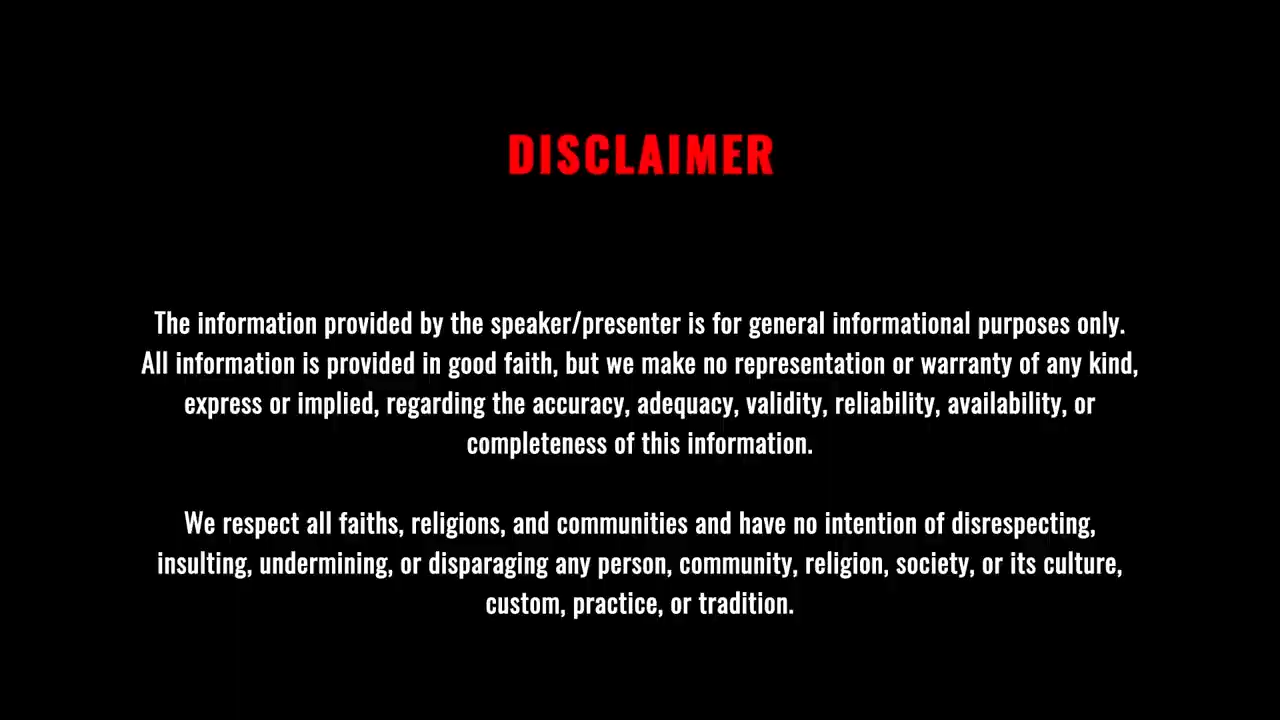 DISCLAIMER
The information provided by the speaker/presenter is for general informational purposes only.
All information is provided in good faith, but we make no representation or warranty of any kind,
express or implied, regarding the accuracy, adequacy, validity, reliability, availability, or
completeness of this information.
We respect all faiths, religions, and communities and have no intention of disrespecting,
insulting, undermining, or disparaging any person, community, religion, society, or its culture,
custom, practice, or tradition.